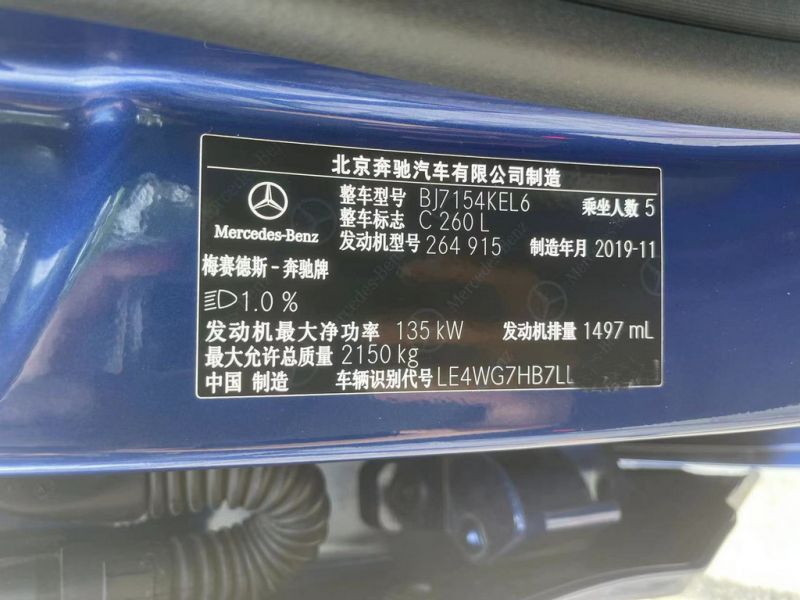 北京奔驰汽车有限公司制造
Mercedes-Benz
整车型号 BJ7154KEL6 乘坐人数 5
整车标志 C 260 L
发动机型号 264 915 制造年月 2019-11
梅赛德斯－奔驰牌
1.0 %
发动机最大净功率 135 kW 发动机排量 1497 mL
最大允许总质量 2150 kg
中国 制造 车辆识别代号 LE4WG7HB7LL